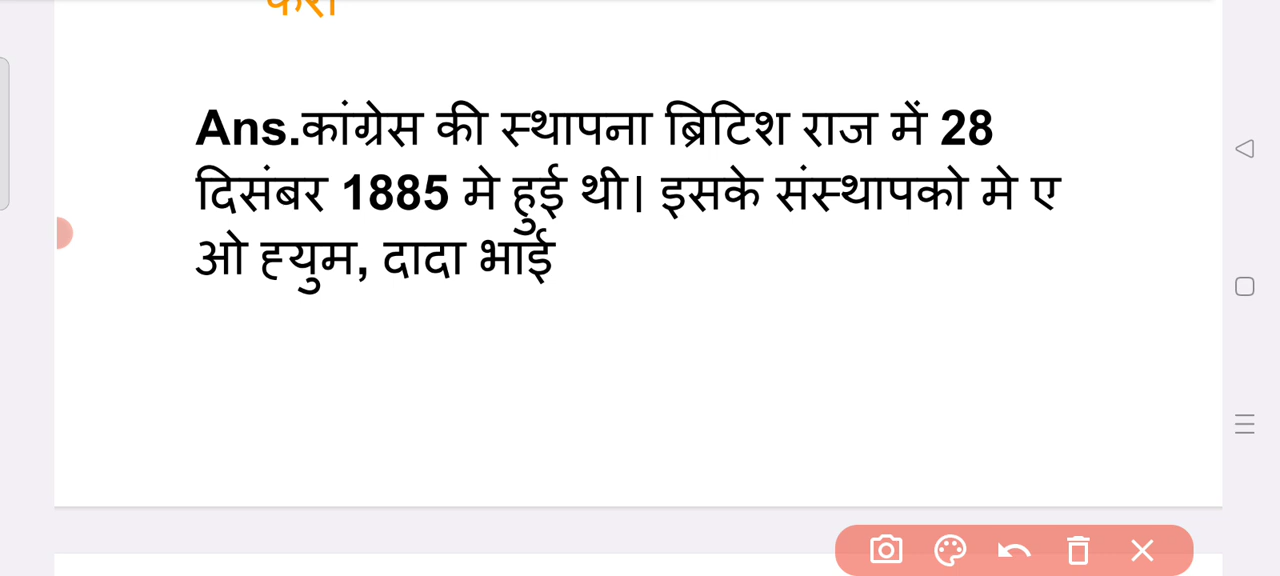 Ans.कांग्रेस की स्थापना ब्रिटिश राज में 28
दिसंबर 1885 मे हुई थी। इसके संस्थापको मे ए
ओ ह्युम, दादा भाई